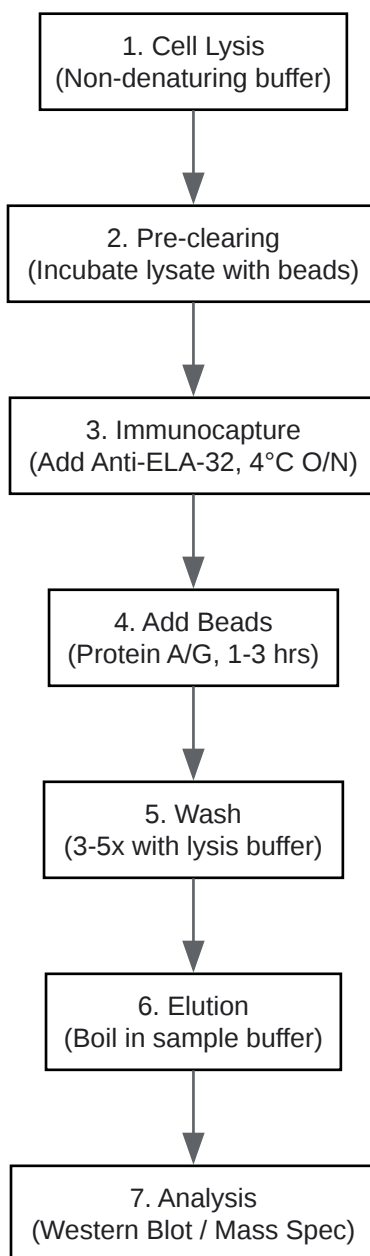 1. Cell Lysis
(Non-denaturing buffer)
2. Pre-clearing
(Incubate lysate with beads)
3. Immunocapture
(Add Anti-ELA-32, 4°C O/N)
4. Add Beads
(Protein A/G, 1-3 hrs)
5. Wash
(3-5x with lysis buffer)
6. Elution
(Boil in sample buffer)
7. Analysis
(Western Blot / Mass Spec)